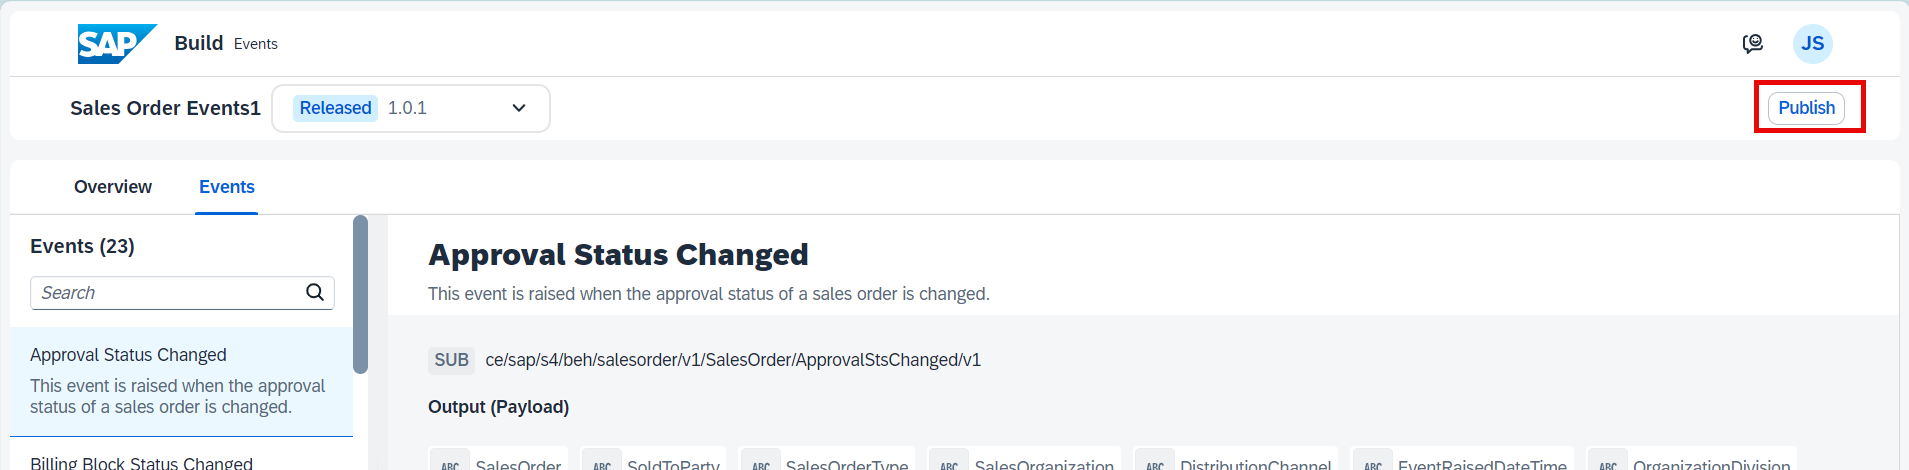 SAP Build Events JS
Sales Order Events1 Released 1.0.1 Publish
Overview Events
Events (23)
Search
Approval Status Changed
This event is raised when the approval
status of a sales order is changed.
Billing Block Status Changed
Approval Status Changed
This event is raised when the approval status of a sales order is changed.
SUB ce/sap/s4/beh/salesorder/v1/SalesOrder/ApprovalStsChanged/v1
Output (Payload)
ABC SalesOrder ABC SoldToParty ABC SalesOrderType ABC SalesOrganization ABC DistributionChannel ABC EventRaisedDateTime ABC OrganizationDivision